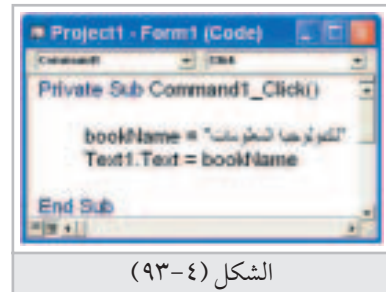 Project1 - Form1 (Code)
Command1 Click
Private Sub Command1_Click()
bookName = "تكنولوجيا المعلومات"
Text1.Text = bookName
End Sub
الشكل (٤-٩٣)